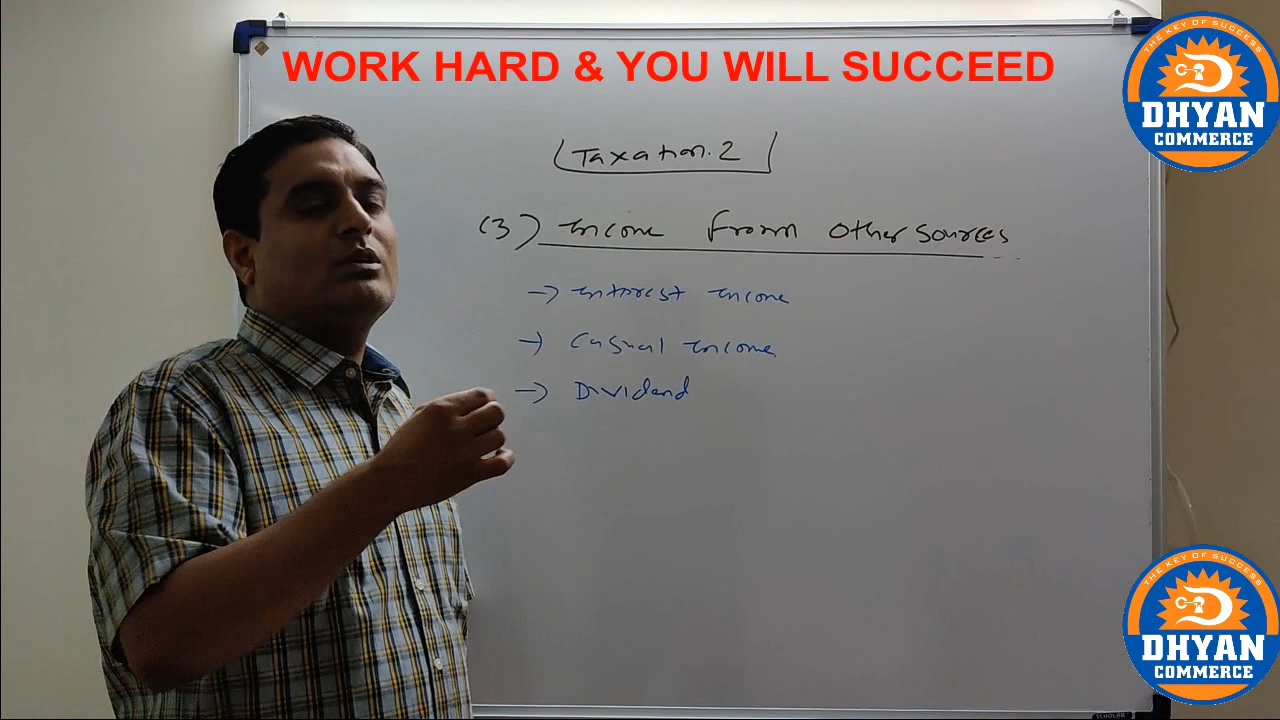 WORK HARD & YOU WILL SUCCEED
THE KEY OF SUCCESS
DHYAN
COMMERCE
Taxation.2
(3) Income from Other Sources
→ Interest Income
→ Casual Income
→ Dividend
THE KEY OF SUCCESS
DHYAN
COMMERCE
SCHOLAR